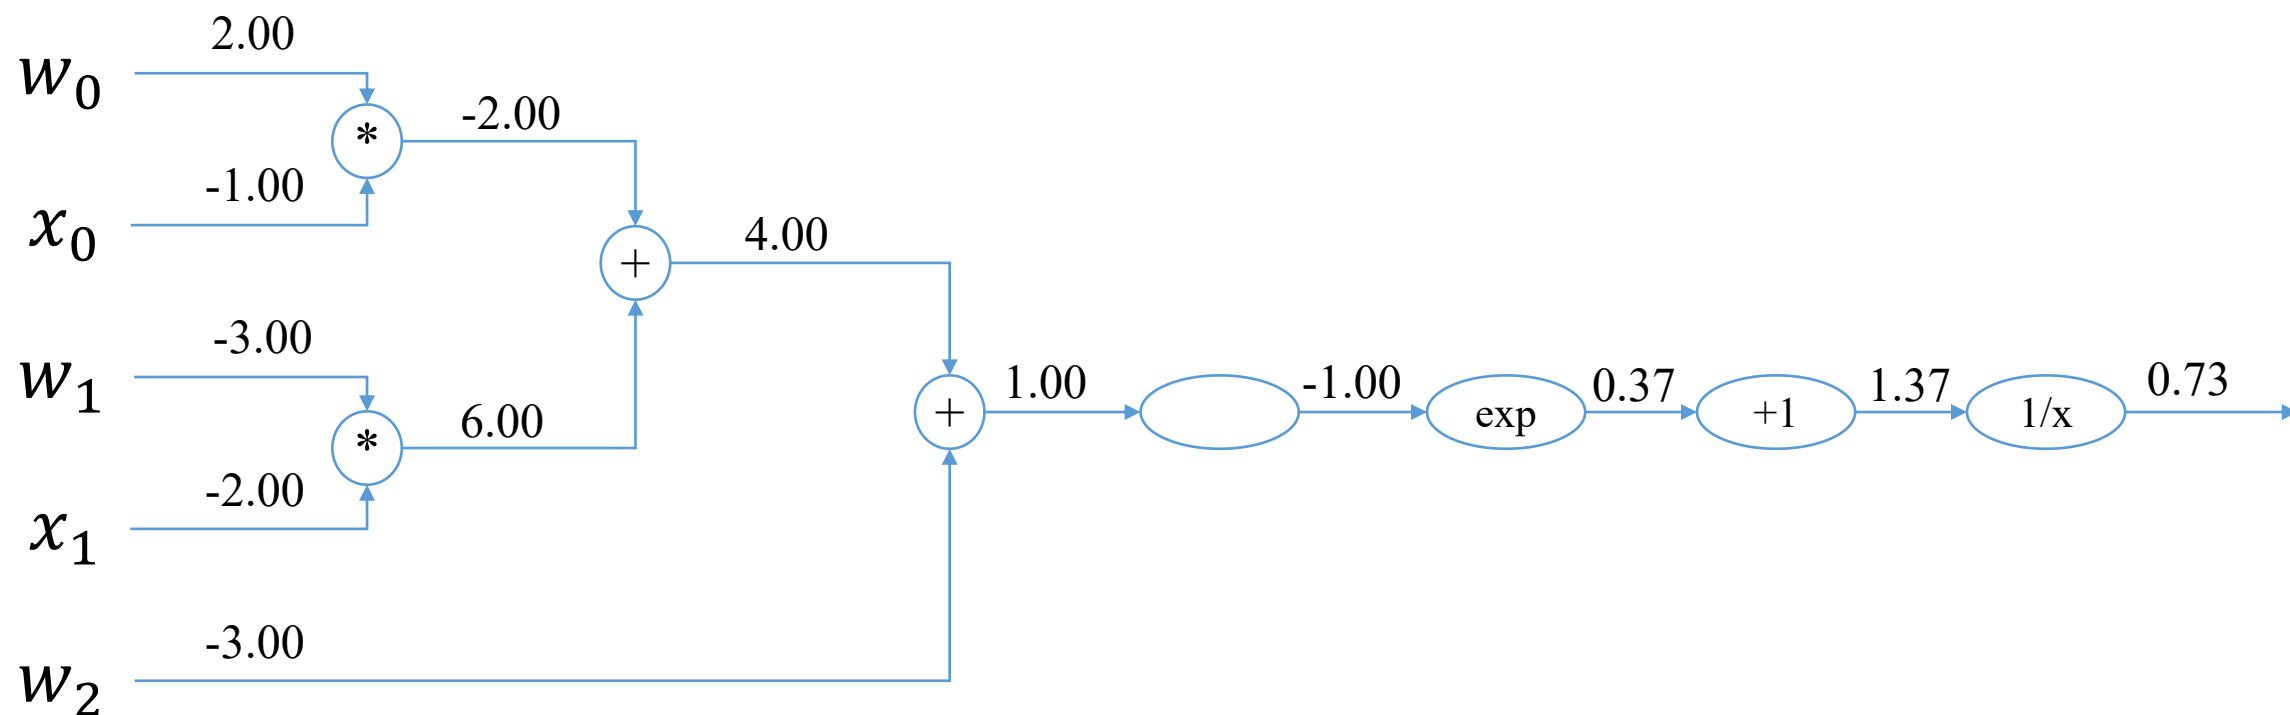 2.00
w₀
* -2.00
-1.00
x₀
+ 4.00
-3.00
w₁
* 6.00
+ 1.00 -1.00 exp 0.37 +1 1.37 1/x 0.73
-2.00
x₁
-3.00
w₂